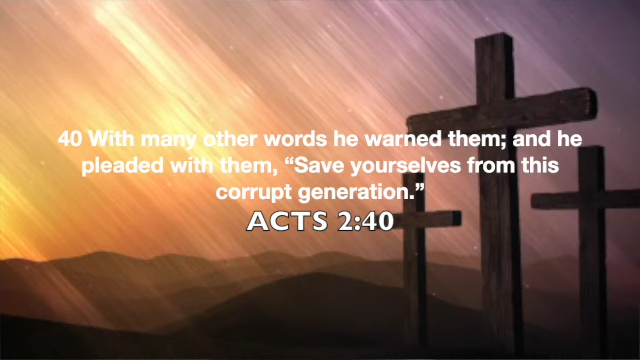 40 With many other words he warned them; and he
pleaded with them, “Save yourselves from this
corrupt generation.”
ACTS 2:40